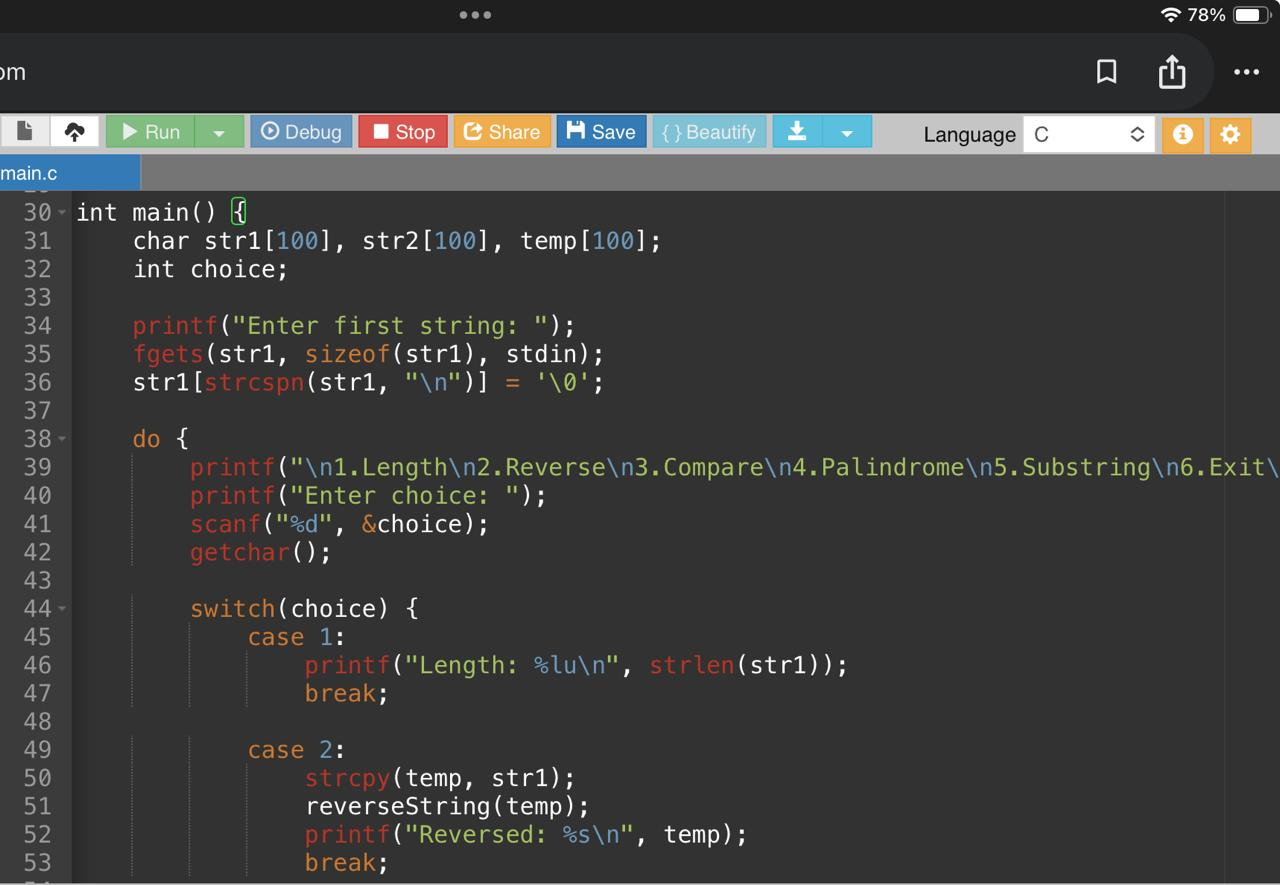 78%
om
Run Debug Stop Share Save { } Beautify Language C
main.c
30 int main() {
31 char str1[100], str2[100], temp[100];
32 int choice;
33
34 printf("Enter first string: ");
35 fgets(str1, sizeof(str1), stdin);
36 str1[strcspn(str1, "\n")] = '\0';
37
38 do {
39 printf("\n1.Length\n2.Reverse\n3.Compare\n4.Palindrome\n5.Substring\n6.Exit\
40 printf("Enter choice: ");
41 scanf("%d", &choice);
42 getchar();
43
44 switch(choice) {
45 case 1:
46 printf("Length: %lu\n", strlen(str1));
47 break;
48
49 case 2:
50 strcpy(temp, str1);
51 reverseString(temp);
52 printf("Reversed: %s\n", temp);
53 break;